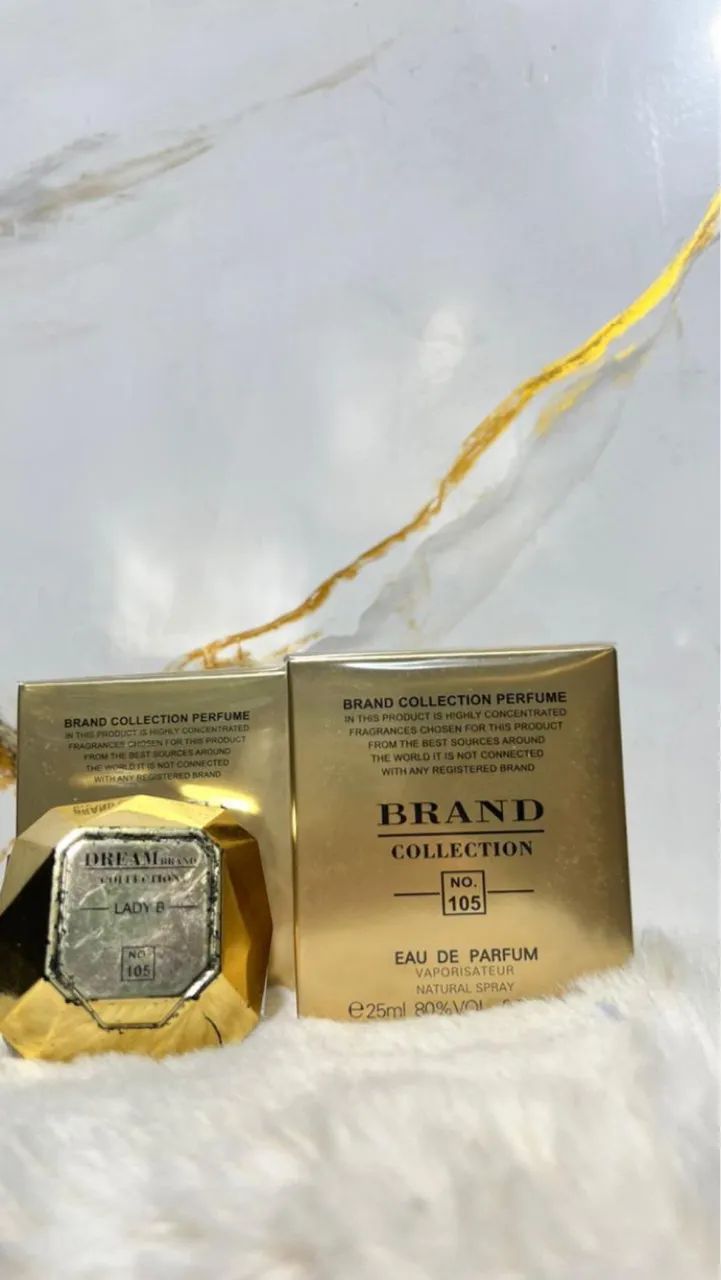 BRAND COLLECTION PERFUME
IN THIS PRODUCT IS HIGHLY CONCENTRATED
FRAGRANCES CHOSEN FOR THIS PRODUCT
FROM THE BEST SOURCES AROUND
THE WORLD IT IS NOT CONNECTED
WITH ANY REGISTERED BRAND
DREAM BRAND
COLLECTION
LADY B
NO.
105
BRAND COLLECTION PERFUME
IN THIS PRODUCT IS HIGHLY CONCENTRATED
FRAGRANCES CHOSEN FOR THIS PRODUCT
FROM THE BEST SOURCES AROUND
THE WORLD IT IS NOT CONNECTED
WITH ANY REGISTERED BRAND
BRAND
COLLECTION
NO.
105
EAU DE PARFUM
VAPORISATEUR
NATURAL SPRAY
e25ml 80%VOL